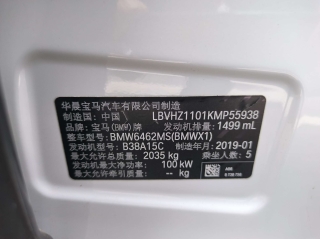 华晨宝马汽车有限公司制造
制造国：中国 LBVHZ1101KMP55938
品牌：宝马(BMW)牌 发动机排量：1499 mL
整车型号：BMW6462MS(BMWX1)
发动机型号：B38A15C 制造年月：2019-01
最大允许总质量：2035 kg 乘坐人数：5
发动机最大净功率：100 kW
最大允许牵引质量：-- kg